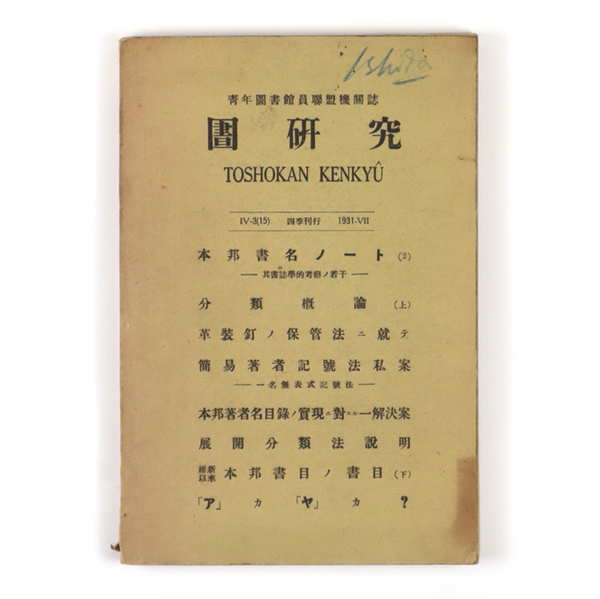 Ishida
青年圖書館員聯盟機關誌
圕研究
TOSHOKAN KENKYÛ
IV-3(15) 四季刊行 1931-VII
本邦書名ノート (2)
── 其書誌學的考察ノ若干 ──
分類概論 (上)
革裝釘ノ保管法ニ就テ
簡易著者記號法私案
── 一名無表式記號法 ──
本邦著者名目錄ノ實現ニ對スル一解決案
展開分類法說明
維新以來 本邦書目ノ書目 (下)
「ア」カ「ヤ」カ?